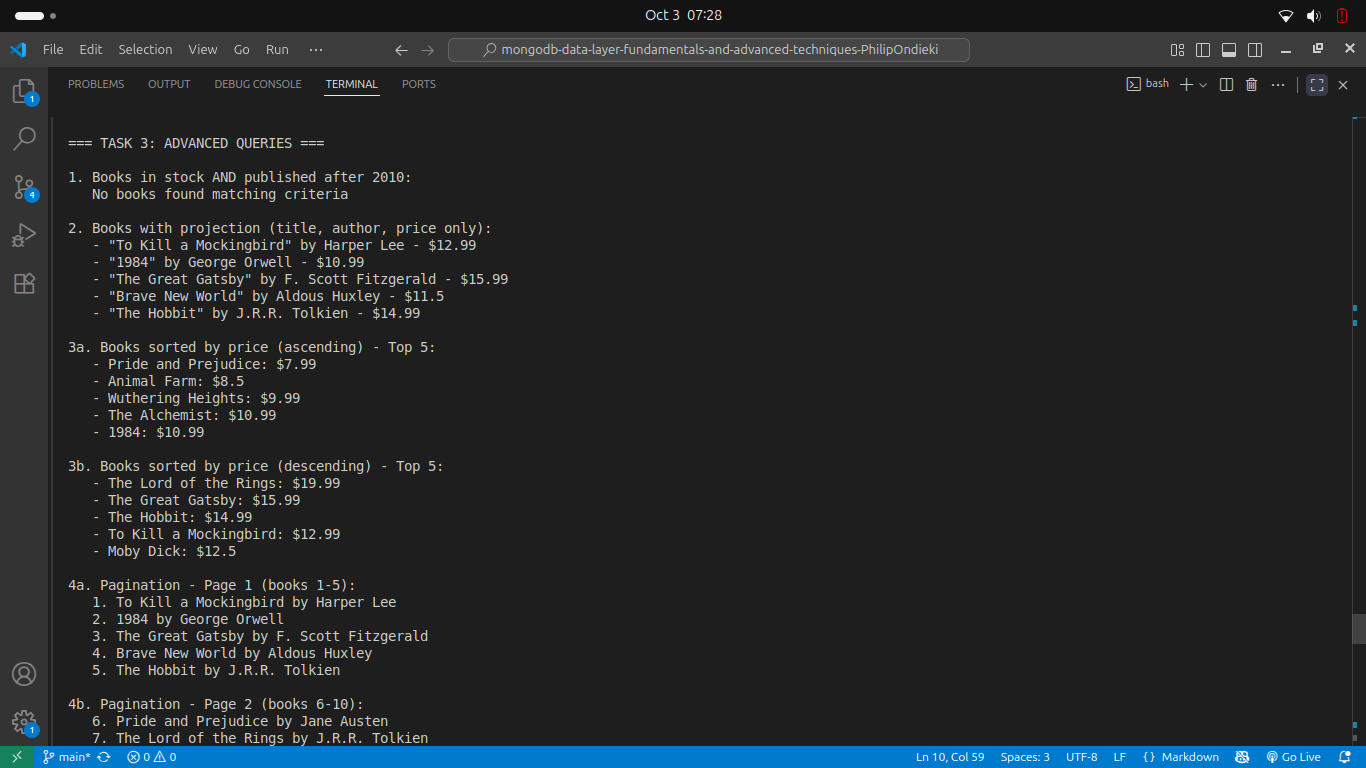 Oct 3 07:28
File Edit Selection View Go Run ···
mongodb-data-layer-fundamentals-and-advanced-techniques-PhilipOndieki
PROBLEMS OUTPUT DEBUG CONSOLE TERMINAL PORTS
bash
1
4
1
=== TASK 3: ADVANCED QUERIES ===
1. Books in stock AND published after 2010:
No books found matching criteria
2. Books with projection (title, author, price only):
- "To Kill a Mockingbird" by Harper Lee - $12.99
- "1984" by George Orwell - $10.99
- "The Great Gatsby" by F. Scott Fitzgerald - $15.99
- "Brave New World" by Aldous Huxley - $11.5
- "The Hobbit" by J.R.R. Tolkien - $14.99
3a. Books sorted by price (ascending) - Top 5:
- Pride and Prejudice: $7.99
- Animal Farm: $8.5
- Wuthering Heights: $9.99
- The Alchemist: $10.99
- 1984: $10.99
3b. Books sorted by price (descending) - Top 5:
- The Lord of the Rings: $19.99
- The Great Gatsby: $15.99
- The Hobbit: $14.99
- To Kill a Mockingbird: $12.99
- Moby Dick: $12.5
4a. Pagination - Page 1 (books 1-5):
1. To Kill a Mockingbird by Harper Lee
2. 1984 by George Orwell
3. The Great Gatsby by F. Scott Fitzgerald
4. Brave New World by Aldous Huxley
5. The Hobbit by J.R.R. Tolkien
4b. Pagination - Page 2 (books 6-10):
6. Pride and Prejudice by Jane Austen
7. The Lord of the Rings by J.R.R. Tolkien
main* 0 0 Ln 10, Col 59 Spaces: 3 UTF-8 LF {} Markdown Go Live